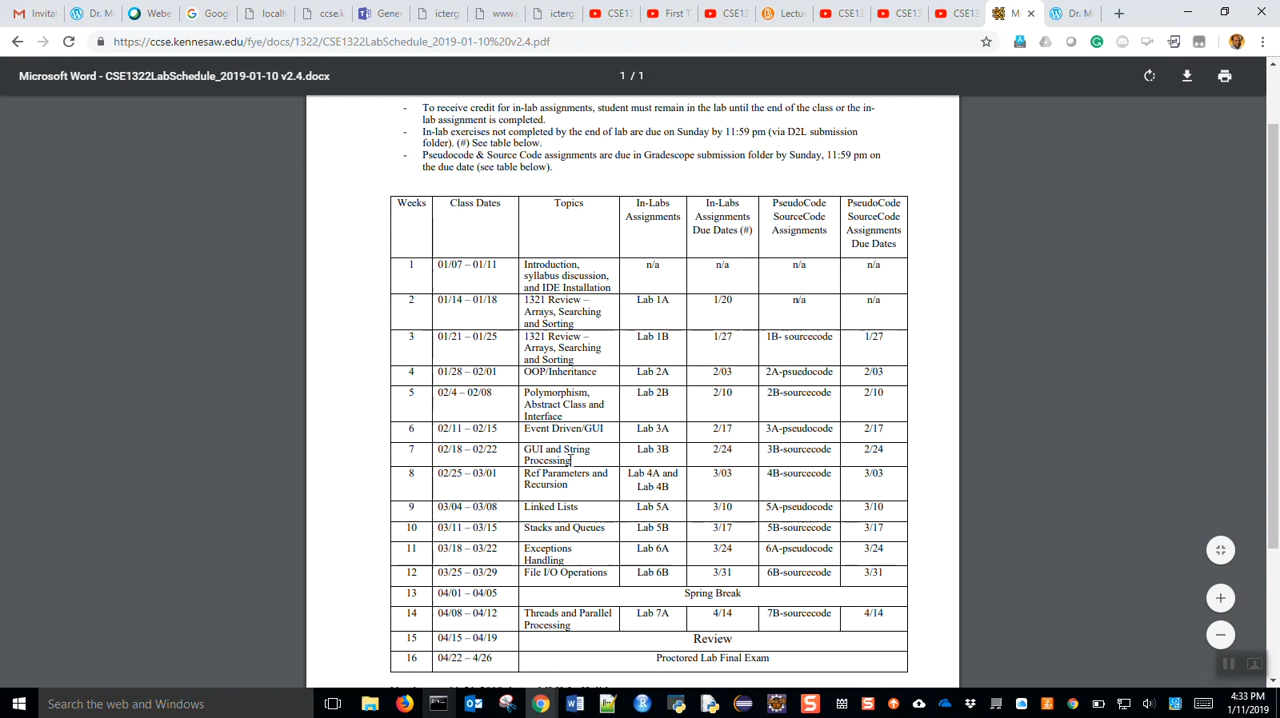 Invitat
Dr. M
Webe
Goog
localh
ccse.k
Gener
icterg
www.
icterg
CSE13
First T
CSE13
Lectu
CSE13
CSE13
CSE13
M
Dr. M
https://ccse.kennesaw.edu/fye/docs/1322/CSE1322LabSchedule_2019-01-10%20v2.4.pdf
Microsoft Word - CSE1322LabSchedule_2019-01-10 v2.4.docx
1 / 1
- To receive credit for in-lab assignments, student must remain in the lab until the end of the class or the in-
lab assignment is completed.
- In-lab exercises not completed by the end of lab are due on Sunday by 11:59 pm (via D2L submission
folder). (#) See table below.
- Pseudocode & Source Code assignments are due in Gradescope submission folder by Sunday, 11:59 pm on
the due date (see table below).
Weeks
Class Dates
Topics
In-Labs
Assignments
In-Labs
Assignments
Due Dates (#)
PseudoCode
SourceCode
Assignments
PseudoCode
SourceCode
Assignments
Due Dates
1
01/07 – 01/11
Introduction,
syllabus discussion,
and IDE Installation
n/a
n/a
n/a
n/a
2
01/14 – 01/18
1321 Review –
Arrays, Searching
and Sorting
Lab 1A
1/20
n/a
n/a
3
01/21 – 01/25
1321 Review –
Arrays, Searching
and Sorting
Lab 1B
1/27
1B- sourcecode
1/27
4
01/28 – 02/01
OOP/Inheritance
Lab 2A
2/03
2A-psuedocode
2/03
5
02/4 – 02/08
Polymorphism,
Abstract Class and
Interface
Lab 2B
2/10
2B-sourcecode
2/10
6
02/11 – 02/15
Event Driven/GUI
Lab 3A
2/17
3A-pseudocode
2/17
7
02/18 – 02/22
GUI and String
Processing
Lab 3B
2/24
3B-sourcecode
2/24
8
02/25 – 03/01
Ref Parameters and
Recursion
Lab 4A and
Lab 4B
3/03
4B-sourcecode
3/03
9
03/04 – 03/08
Linked Lists
Lab 5A
3/10
5A-pseudocode
3/10
10
03/11 – 03/15
Stacks and Queues
Lab 5B
3/17
5B-sourcecode
3/17
11
03/18 – 03/22
Exceptions
Handling
Lab 6A
3/24
6A-pseudocode
3/24
12
03/25 – 03/29
File I/O Operations
Lab 6B
3/31
6B-sourcecode
3/31
13
04/01 – 04/05
Spring Break
14
04/08 – 04/12
Threads and Parallel
Processing
Lab 7A
4/14
7B-sourcecode
4/14
15
04/15 – 04/19
Review
16
04/22 – 4/26
Proctored Lab Final Exam
Search the web and Windows
4:33 PM
1/11/2019